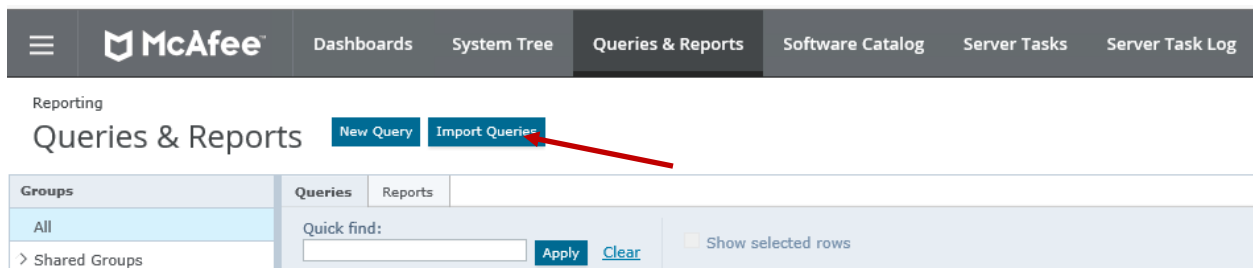 McAfee™ Dashboards System Tree Queries & Reports Software Catalog Server Tasks Server Task Log
Reporting
Queries & Reports New Query Import Queries
Groups Queries Reports
All
Quick find:
Apply Clear Show selected rows
> Shared Groups